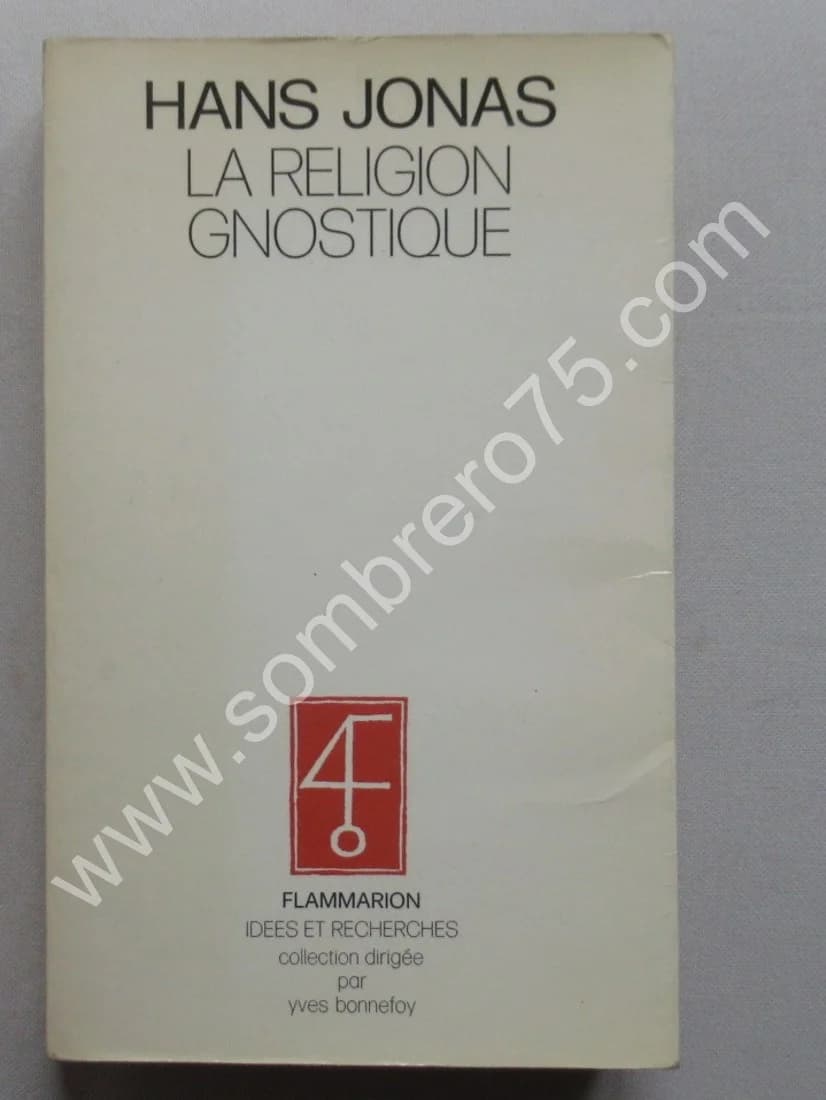 HANS JONAS
LA RELIGION
GNOSTIQUE
www.sombrero75.com
FLAMMARION
IDEES ET RECHERCHES
collection dirigée
par
yves bonnefoy